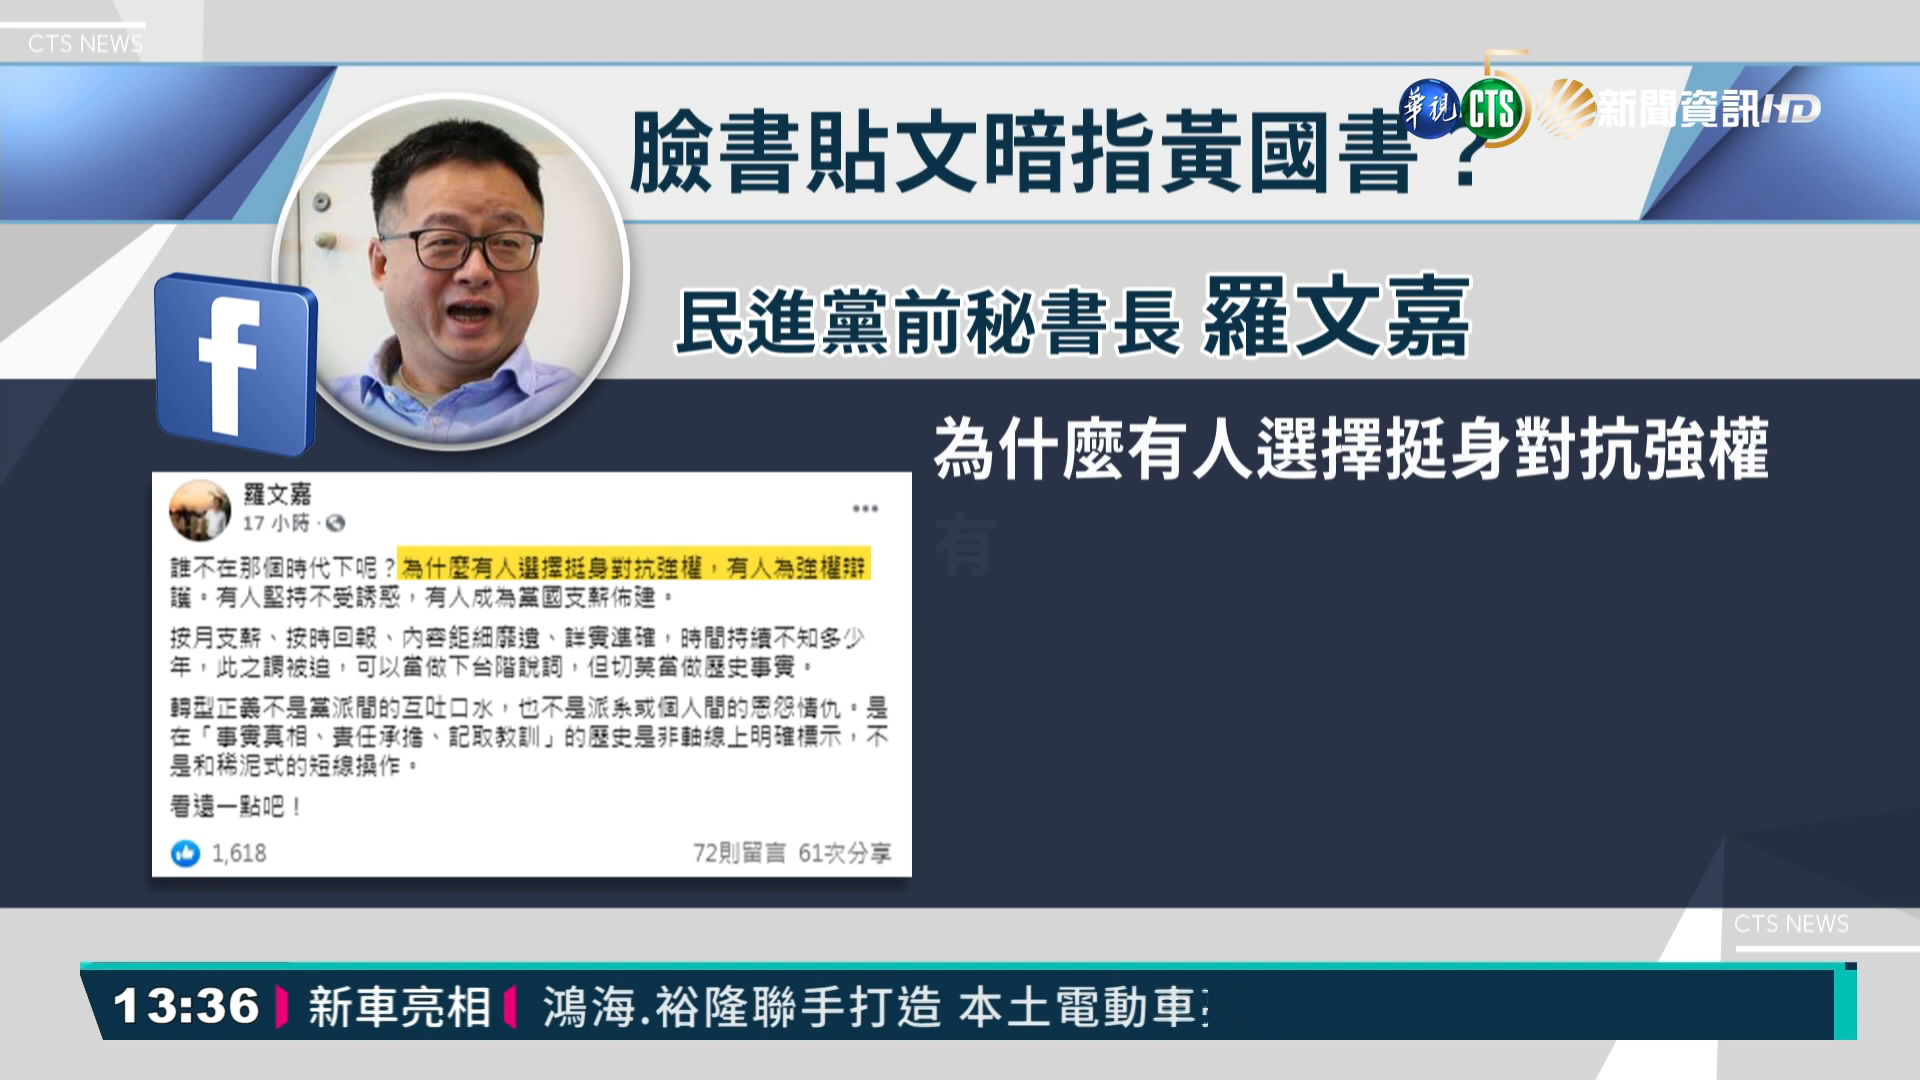 CTS NEWS
臉書貼文暗指黃國書？
華視
CTS
新聞資訊HD
民進黨前秘書長 羅文嘉
為什麼有人選擇挺身對抗強權
有
羅文嘉
17 小時
誰不在那個時代下呢？為什麼有人選擇挺身對抗強權，有人為強權辯
護。有人堅持不受誘惑，有人成為黨國支薪佈建。
按月支薪、按時回報、內容鉅細靡遺、詳實準確，時間持續不知多少
年，此之謂被迫，可以當做下台階說詞，但切莫當做歷史事實。
轉型正義不是黨派間的互吐口水，也不是派系或個人間的恩怨情仇。是
在「事實真相、責任承擔、記取教訓」的歷史是非軸線上明確標示，不
是和稀泥式的短線操作。
看遠一點吧！
1,618
72則留言 61次分享
CTS NEWS
13:36 新車亮相 鴻海.裕隆聯手打造 本土電動車